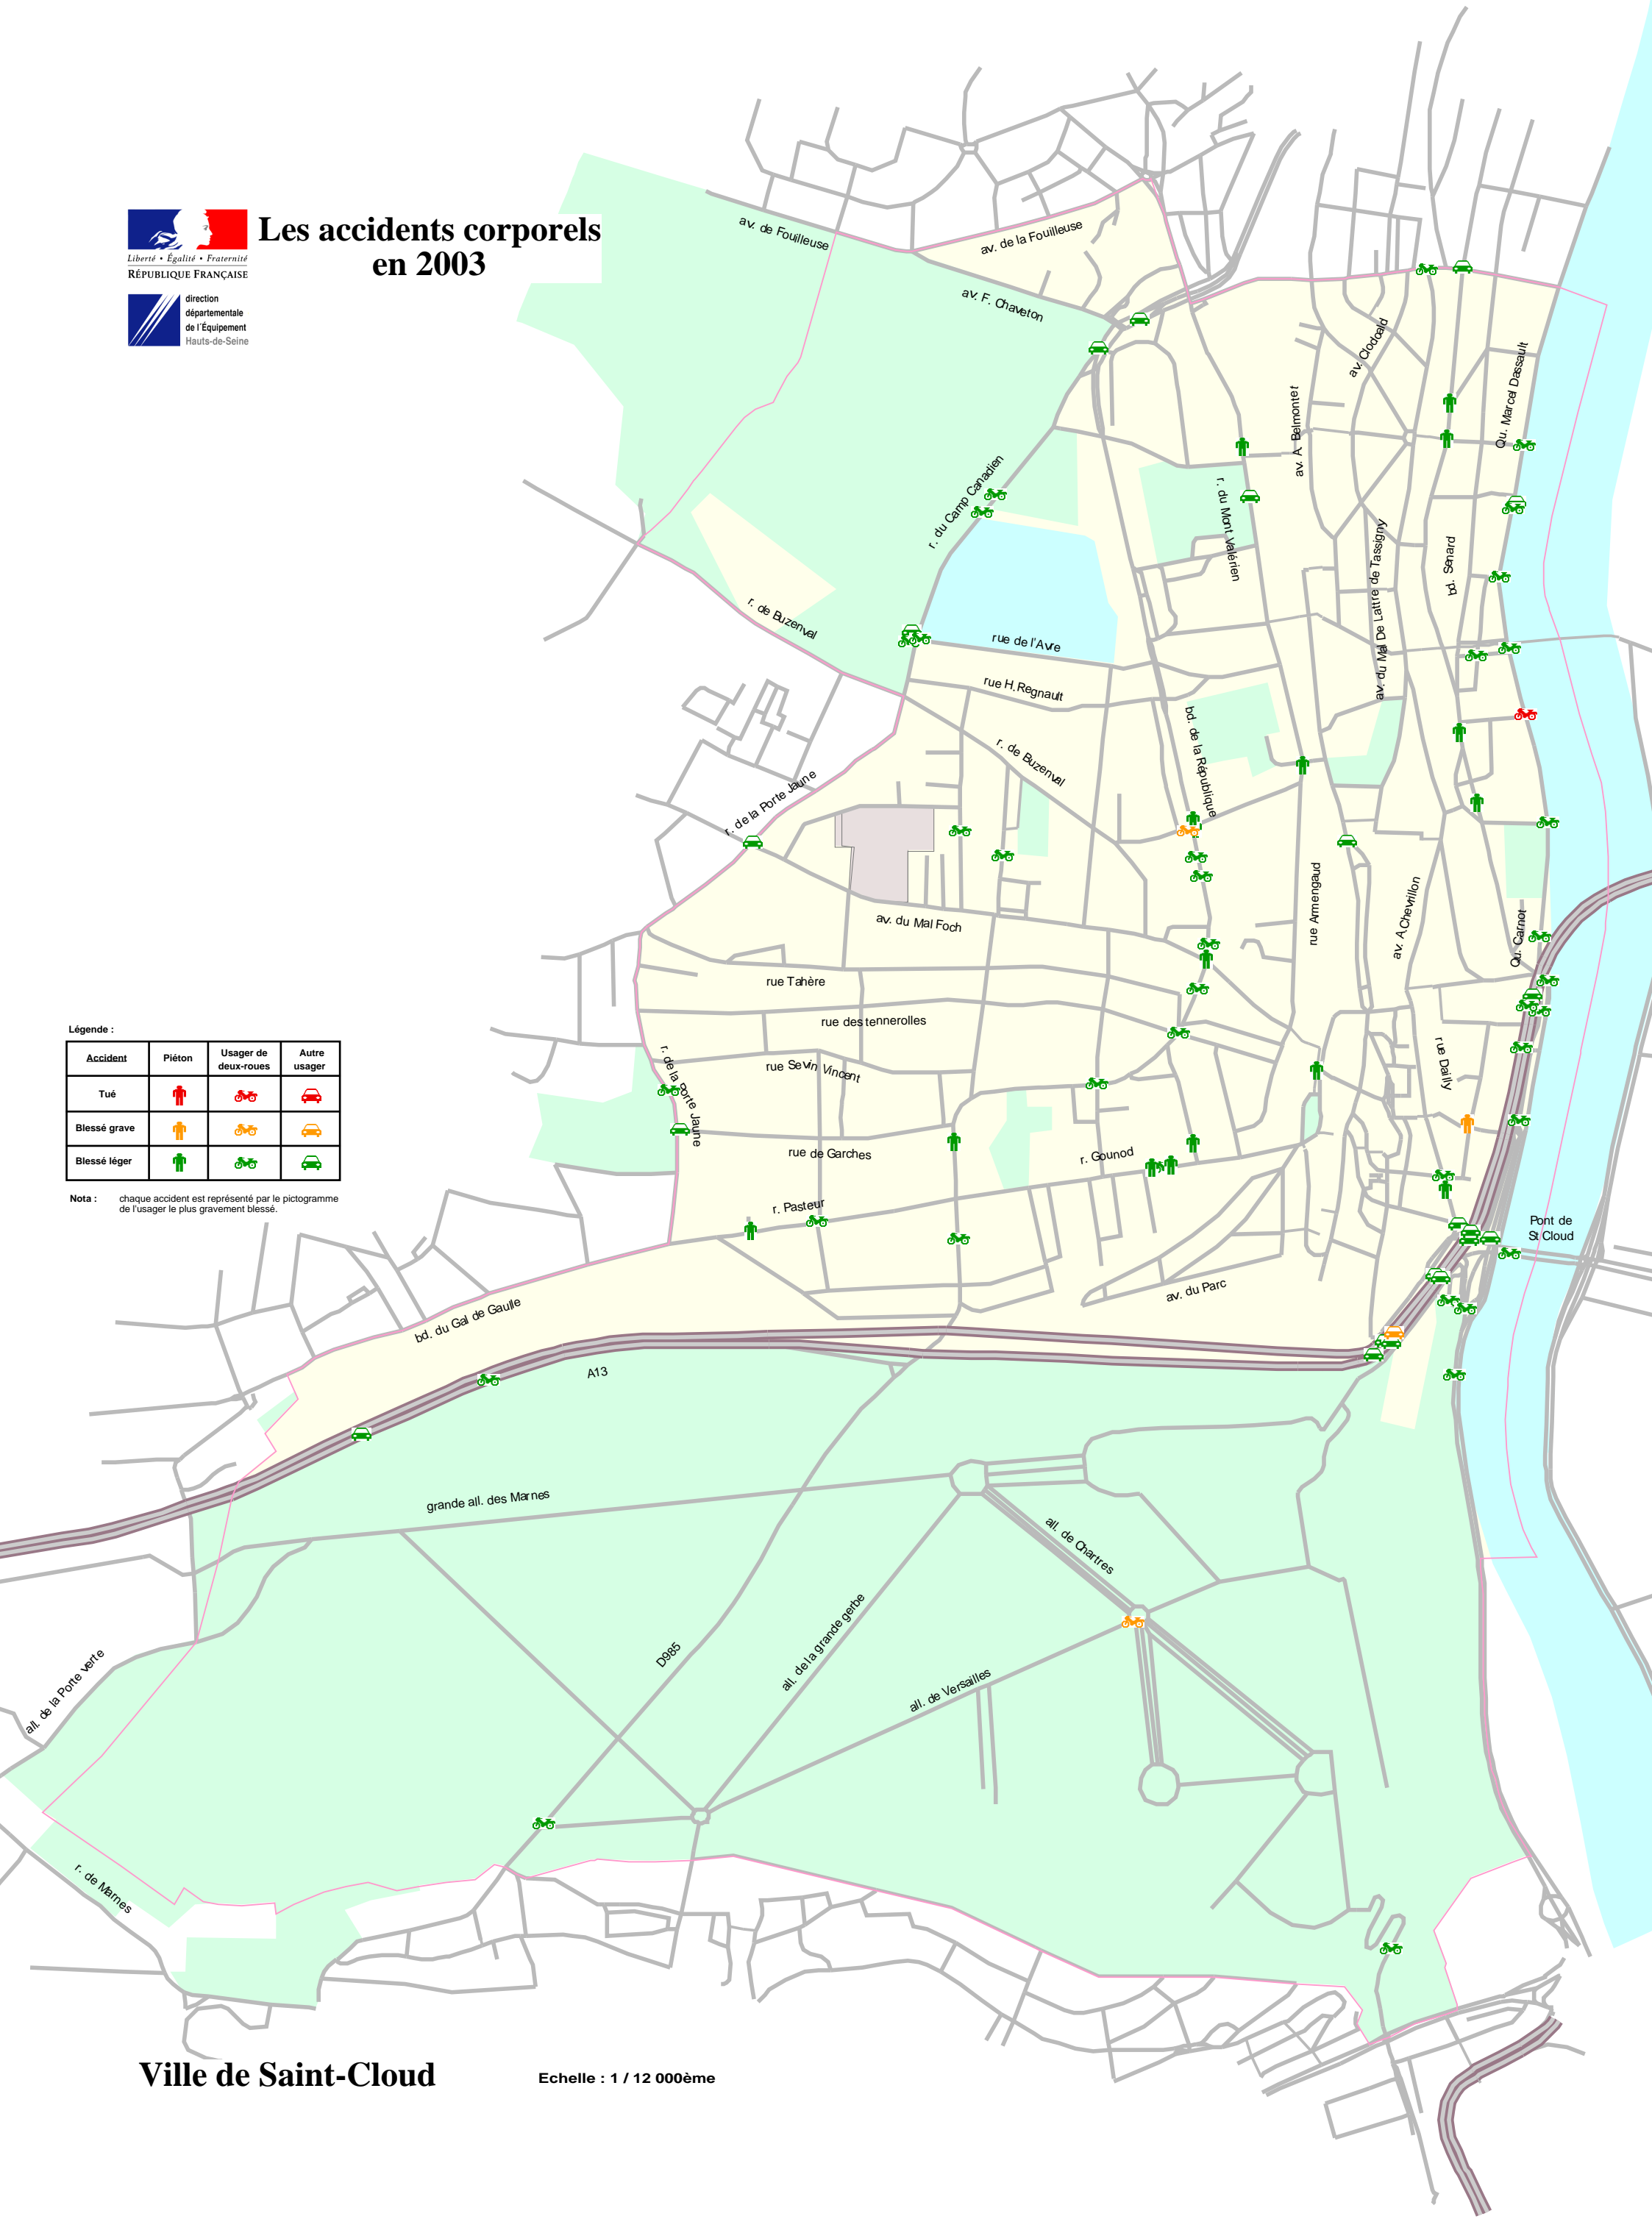 Les accidents corporels
en 2003
Liberté • Égalité • Fraternité
RÉPUBLIQUE FRANÇAISE
direction
départementale
de l'Équipement
Hauts-de-Seine
av. de Fouilleuse
av. de la Fouilleuse
av. F. Chaveton
av. Clodoald
Qu. Marcel Dassault
av. A. Belmontet
r. du Camp Canadien
r. du Mont Valérien
av. du Mal De Lattre de Tassigny
bd. Senard
r. de Buzenval
rue de l'Avre
rue H. Regnault
bd. de la République
r. de Buzenval
r. de la Porte Jaune
rue Armengaud
av. A.Chevrillon
Qu. Carnot
av. du Mal Foch
rue Tahère
rue des tennerolles
rue Sevin Vincent
r. de la Porte Jaune
rue Dailly
rue de Garches
r. Gounod
r. Pasteur
Pont de
St Cloud
av. du Parc
bd. du Gal de Gaulle
A13
Légende :
Accident Piéton Usager de deux-roues Autre usager
Tué
Blessé grave
Blessé léger
Nota : chaque accident est représenté par le pictogramme
de l'usager le plus gravement blessé.
grande all. des Marnes
all. de Chartres
all. de la grande gerbe
D985
all. de Versailles
all. de la Porte verte
r. de Marnes
Ville de Saint-Cloud
Echelle : 1 / 12 000ème